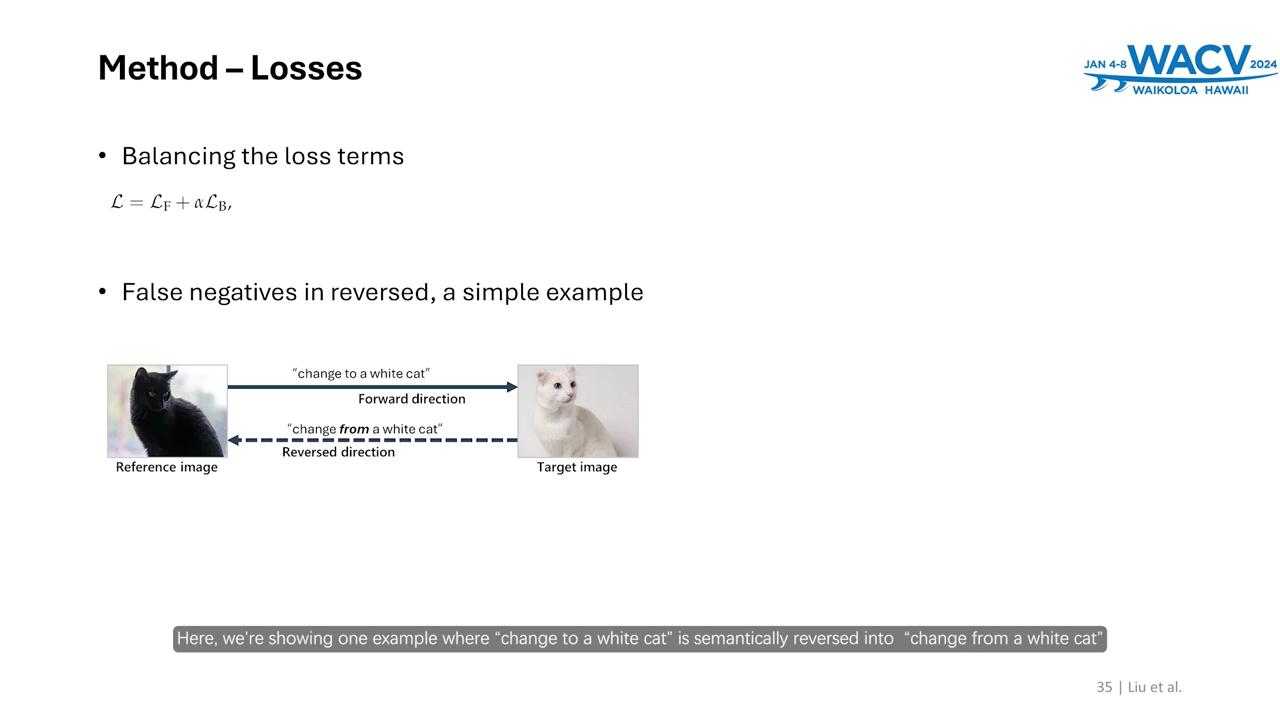 Method – Losses
JAN 4-8 WACV 2024
WAIKOLOA HAWAII
• Balancing the loss terms
ℒ = ℒ_F + αℒ_B,
• False negatives in reversed, a simple example
“change to a white cat”
Forward direction
“change from a white cat”
Reversed direction
Reference image
Target image
Here, we’re showing one example where “change to a white cat” is semantically reversed into “change from a white cat”
35 | Liu et al.